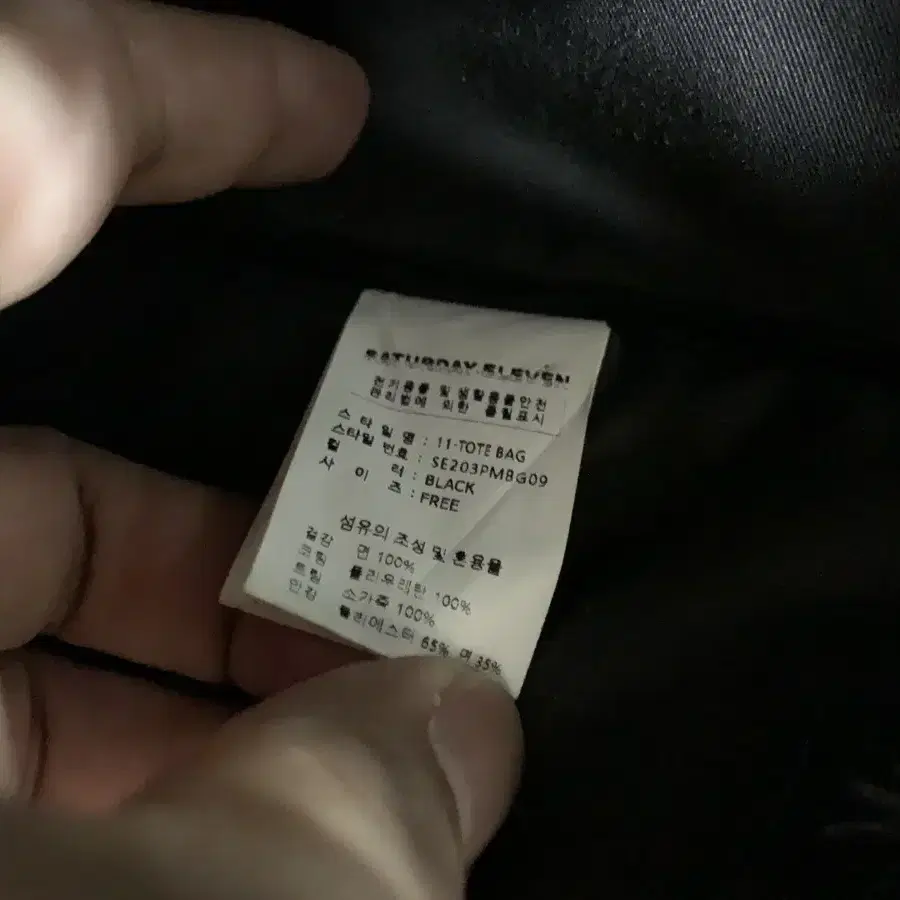 SATURDAY.ELEVEN
전기용품 및 생활용품안전
관리법에 의한 품질표시
스타일명 : 11-TOTE BAG
스타일 번호 : SE203PMBG09
컬러 : BLACK
사이즈 : FREE
섬유의 조성 및 혼용률
겉감 면 100%
코팅 폴리우레탄 100%
트림 소가죽 100%
안감 폴리에스터 65% 면 35%